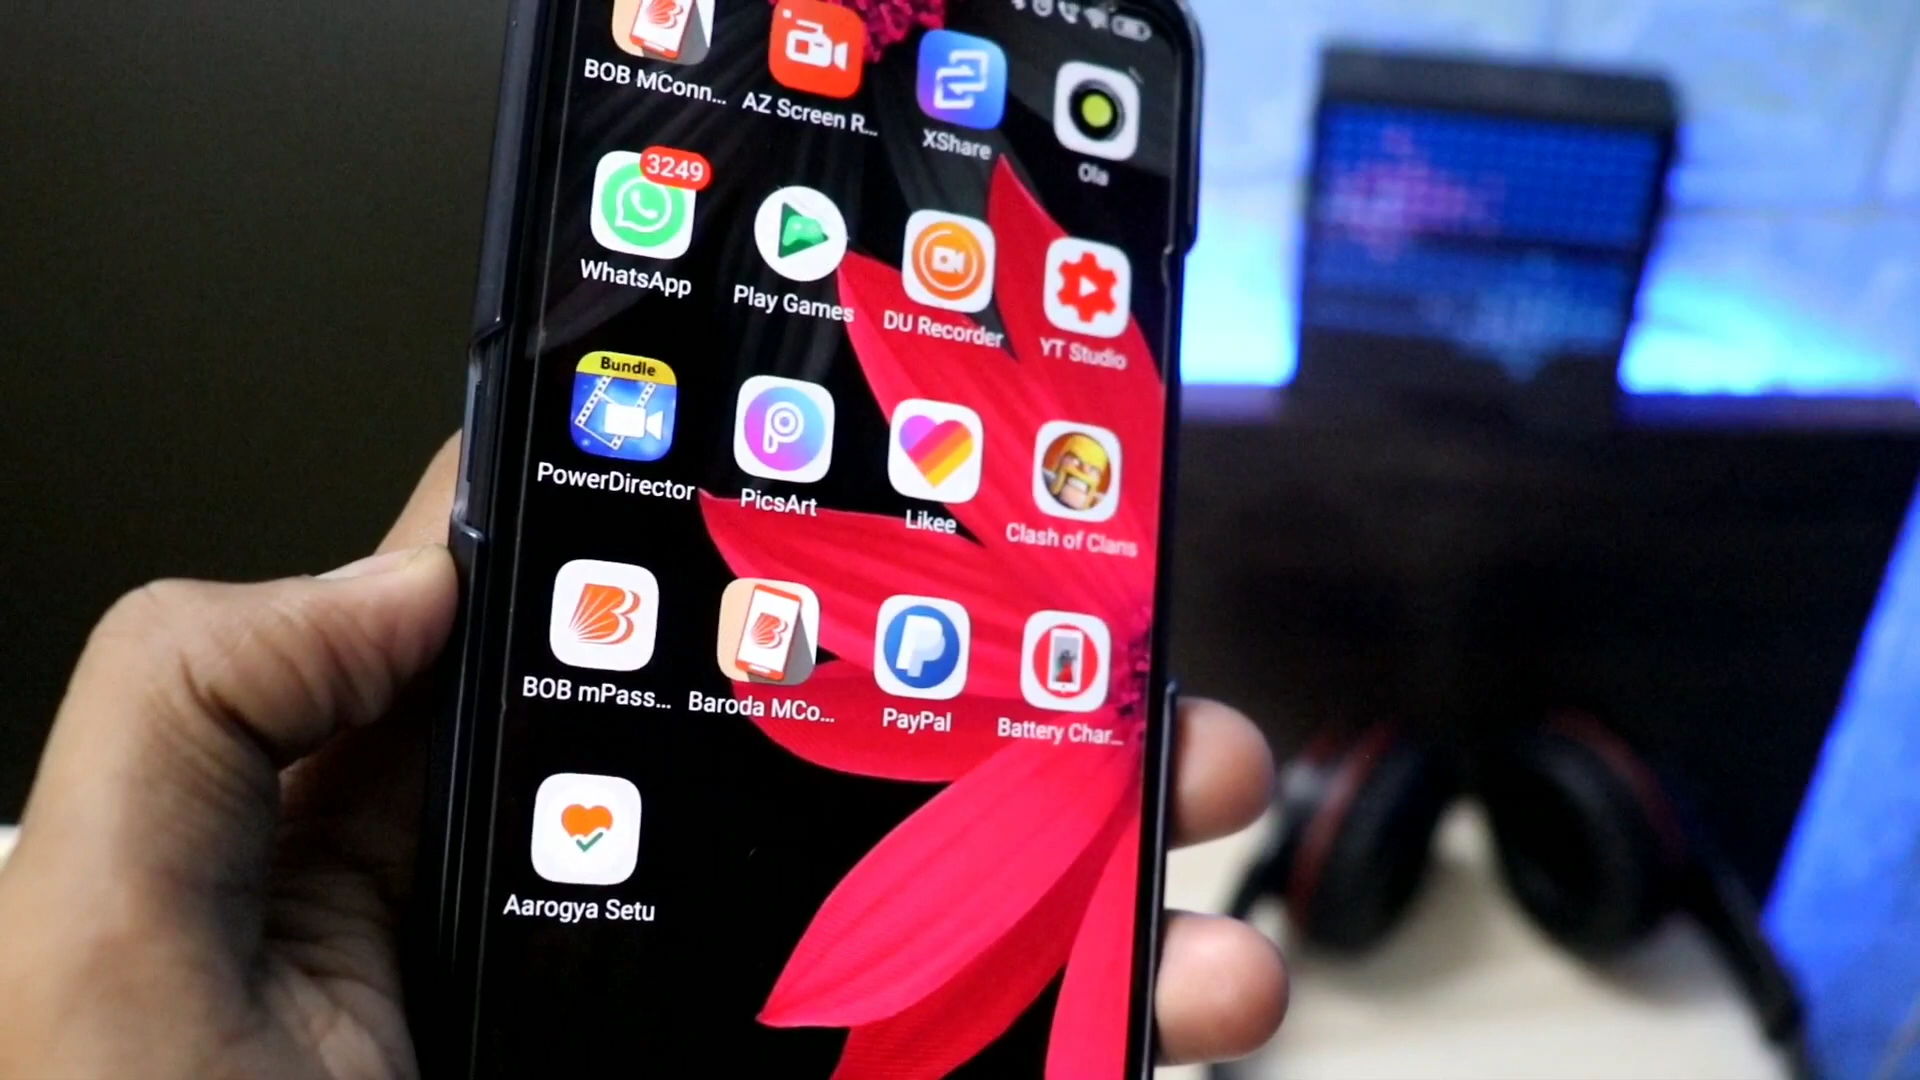 BOB MConn...
AZ Screen R...
XShare
Ola
3249
WhatsApp
Play Games
DU Recorder
YT Studio
Bundle
PowerDirector
PicsArt
Likee
Clash of Clans
BOB mPass...
Baroda MCo...
PayPal
Battery Char...
Aarogya Setu